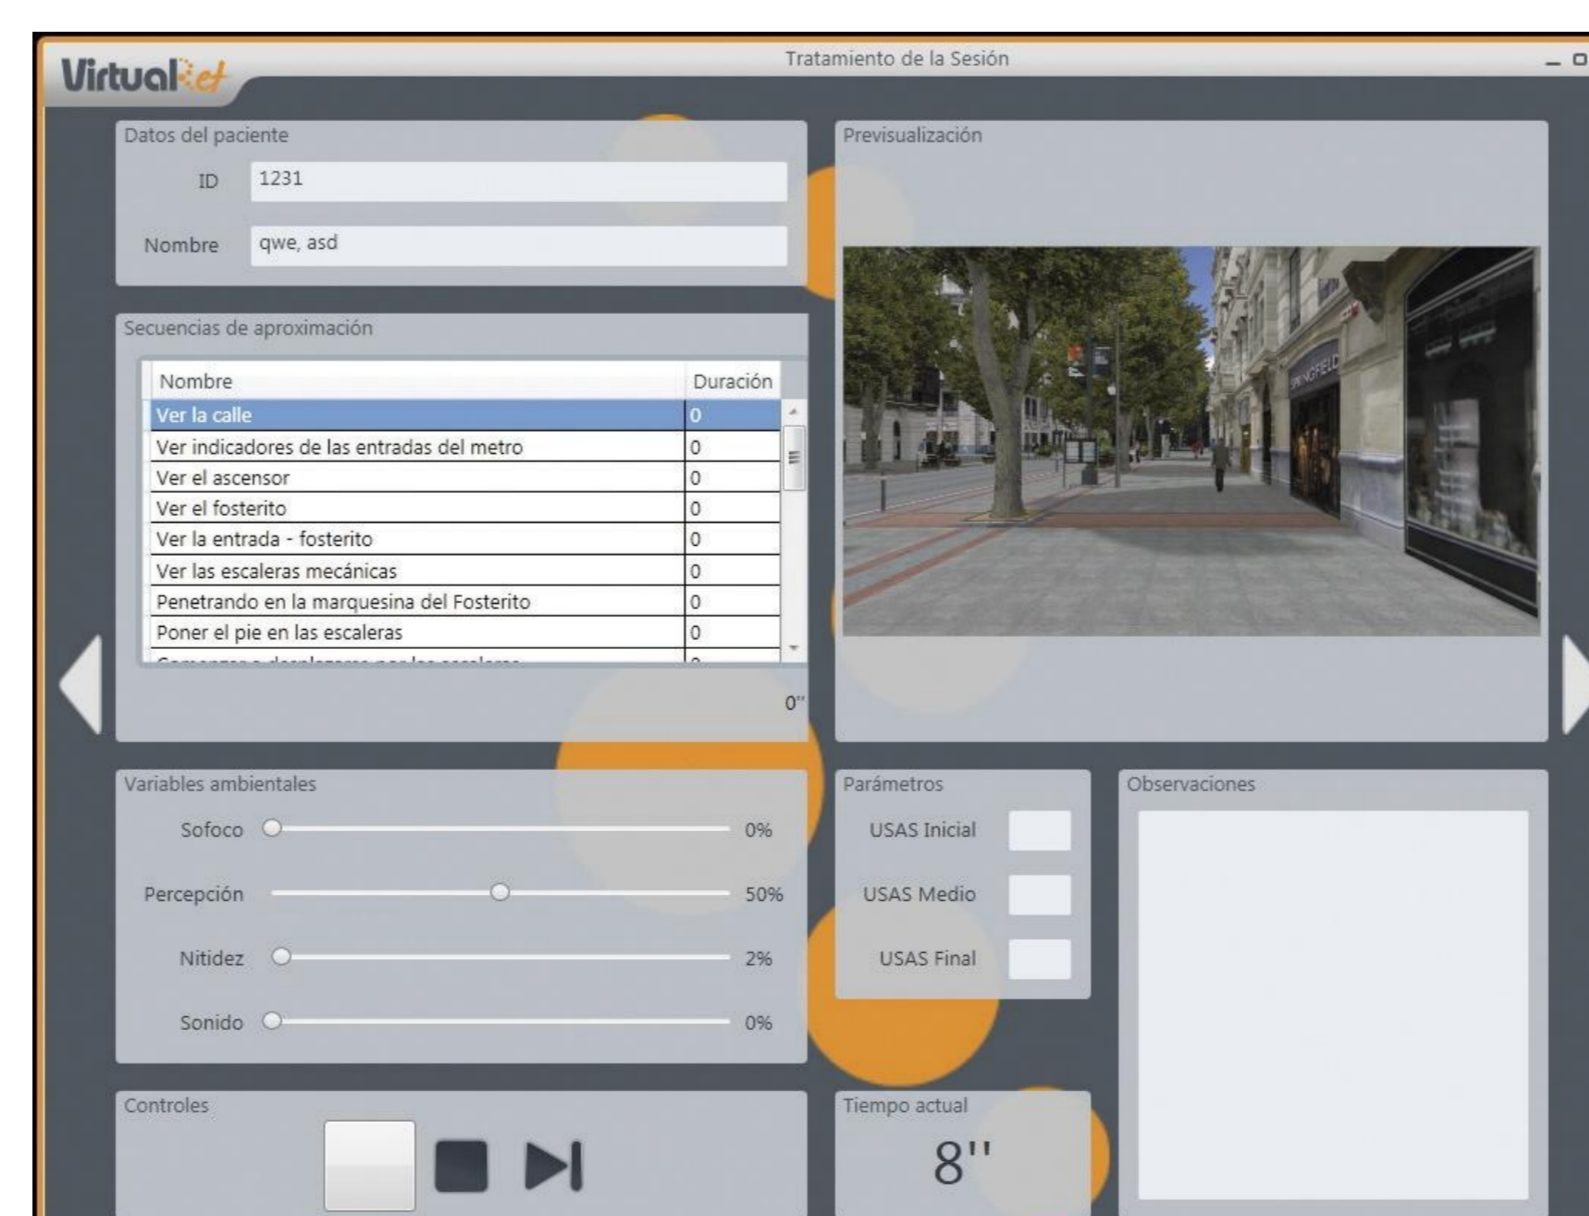 VirtualRet
Tratamiento de la Sesión
Datos del paciente
ID 1231
Nombre qwe, asd
Secuencias de aproximación
Nombre Duración
Ver la calle 0
Ver indicadores de las entradas del metro 0
Ver el ascensor 0
Ver el fosterito 0
Ver la entrada - fosterito 0
Ver las escaleras mecánicas 0
Penetrando en la marquesina del Fosterito 0
Poner el pie en las escaleras 0
0''
Previsualización
SPRINGFIELD
Variables ambientales
Sofoco 0%
Percepción 50%
Nitidez 2%
Sonido 0%
Parámetros
USAS Inicial
USAS Medio
USAS Final
Observaciones
Controles
Tiempo actual
8''